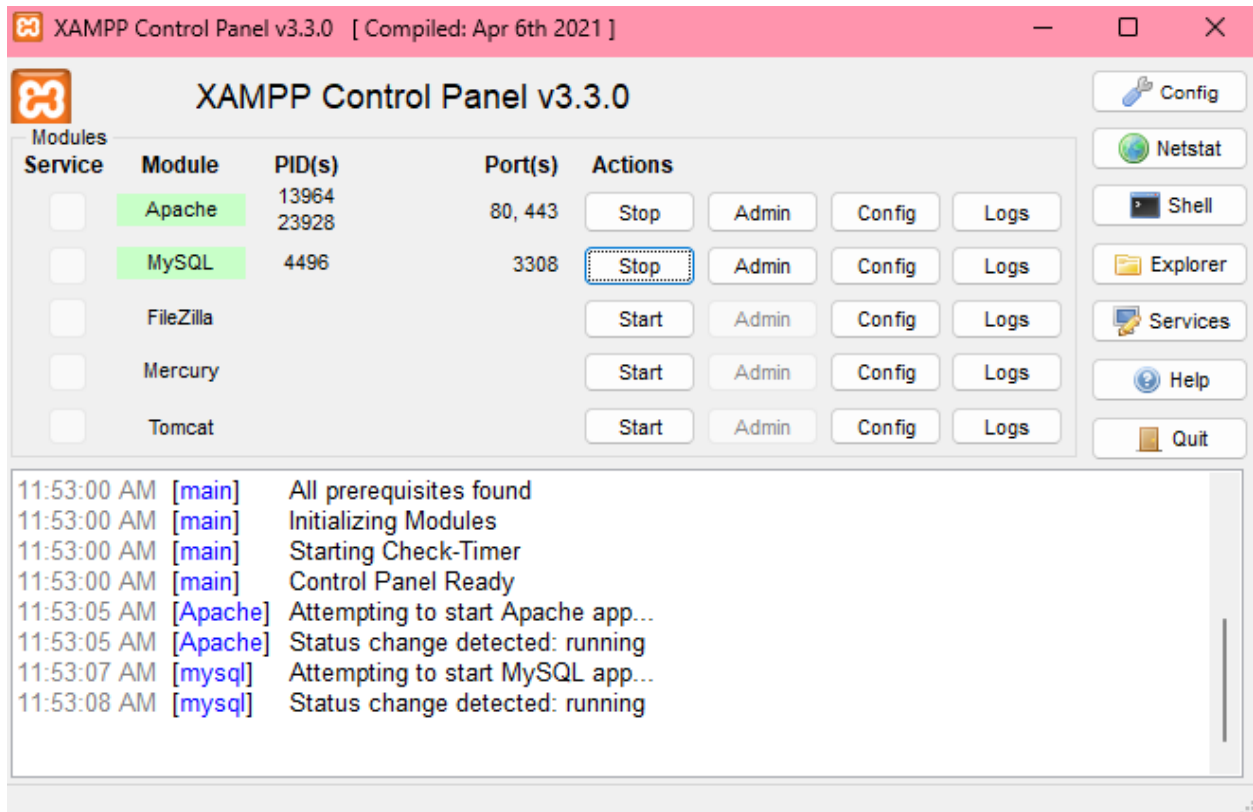 XAMPP Control Panel v3.3.0 [ Compiled: Apr 6th 2021 ]
XAMPP Control Panel v3.3.0
Config
Modules
Service Module PID(s) Port(s) Actions
Netstat
Apache 13964 23928 80, 443 Stop Admin Config Logs
Shell
MySQL 4496 3308 Stop Admin Config Logs
Explorer
FileZilla Start Admin Config Logs
Services
Mercury Start Admin Config Logs
Help
Tomcat Start Admin Config Logs
Quit
11:53:00 AM [main] All prerequisites found
11:53:00 AM [main] Initializing Modules
11:53:00 AM [main] Starting Check-Timer
11:53:00 AM [main] Control Panel Ready
11:53:05 AM [Apache] Attempting to start Apache app...
11:53:05 AM [Apache] Status change detected: running
11:53:07 AM [mysql] Attempting to start MySQL app...
11:53:08 AM [mysql] Status change detected: running